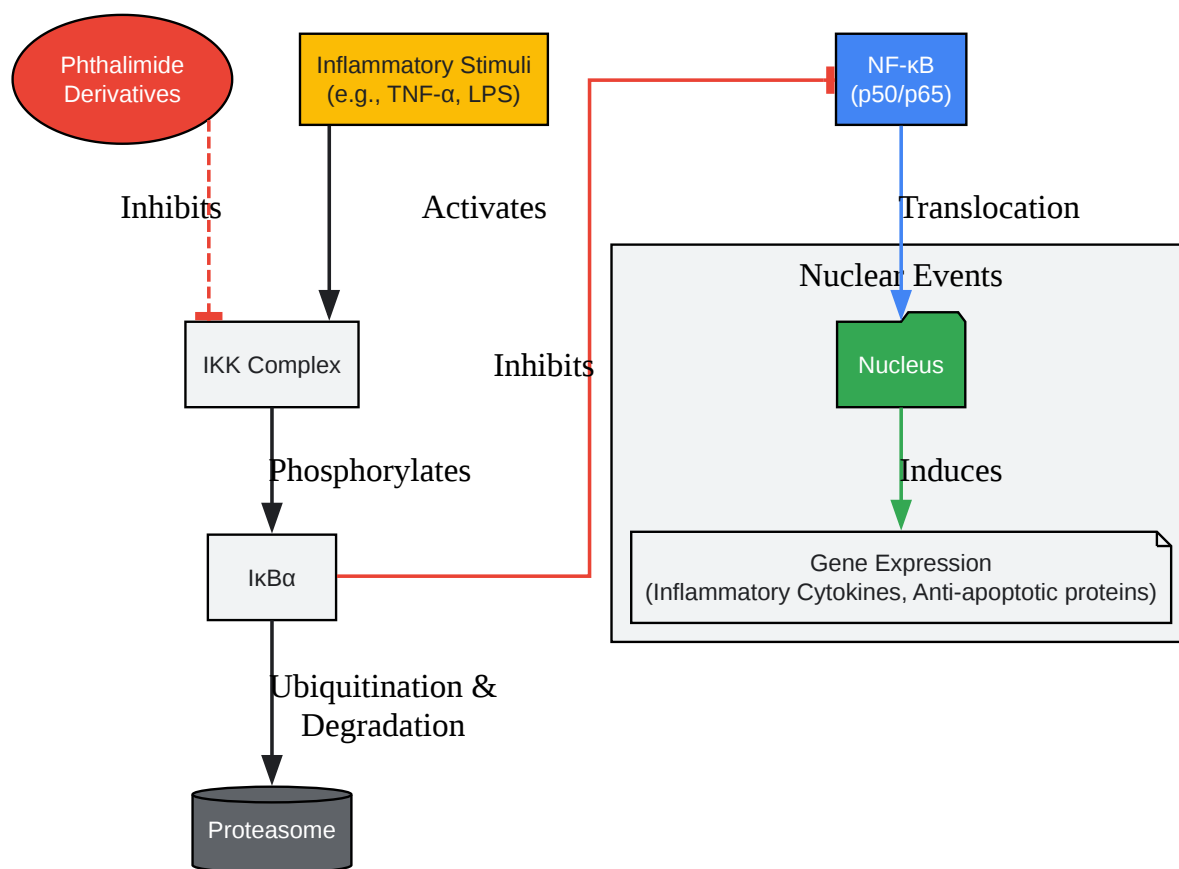 Phthalimide
Derivatives
Inflammatory Stimuli
(e.g., TNF-α, LPS)
NF-κB
(p50/p65)
Inhibits
Activates
Translocation
Nuclear Events
IKK Complex
Inhibits
Nucleus
Phosphorylates
Induces
IκBα
Gene Expression
(Inflammatory Cytokines, Anti-apoptotic proteins)
Ubiquitination &
Degradation
Proteasome